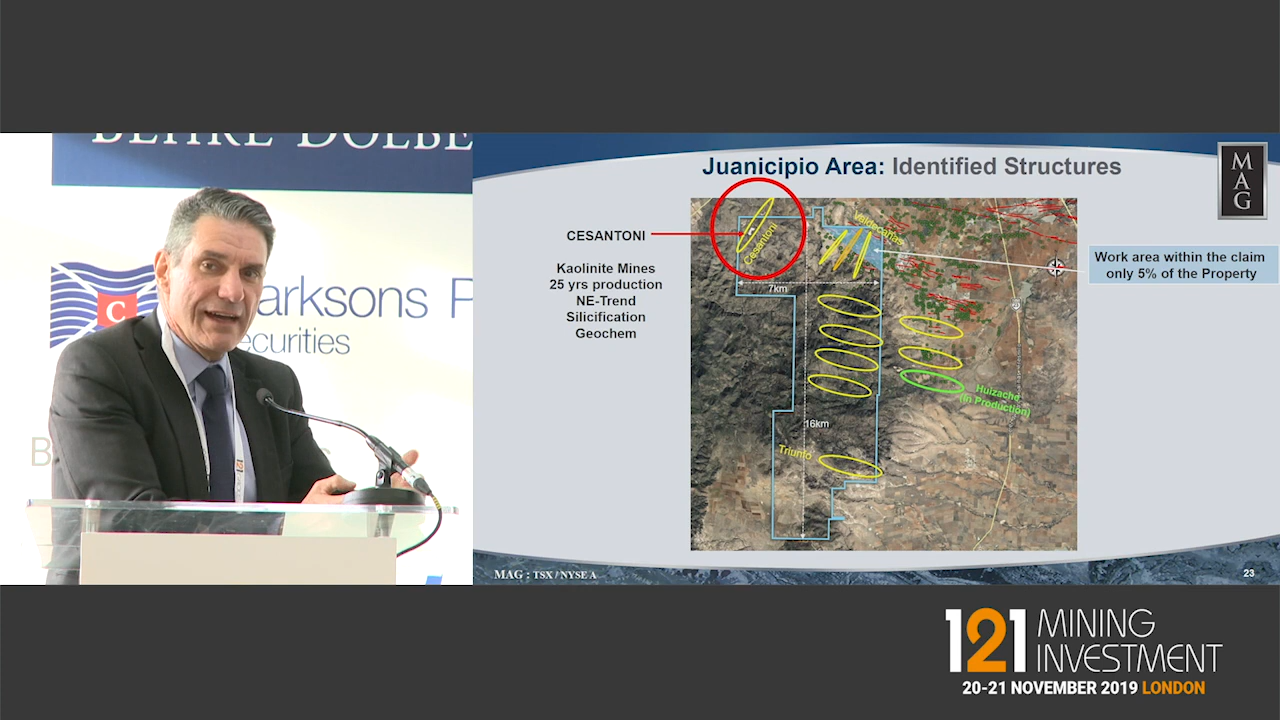 BEHRE DOLBE
C
arksons P
ecurities
B
Juanicipio Area: Identified Structures
MAG
CESANTONI
Kaolinite Mines
25 yrs production
NE-Trend
Silicification
Geochem
Cesantoni
Valdecañas
7km
16km
Triunfo
Huizache
(In Production)
Work area within the claim
only 5% of the Property
MAG : TSX / NYSE A
23
121 MINING
INVESTMENT
20-21 NOVEMBER 2019 LONDON